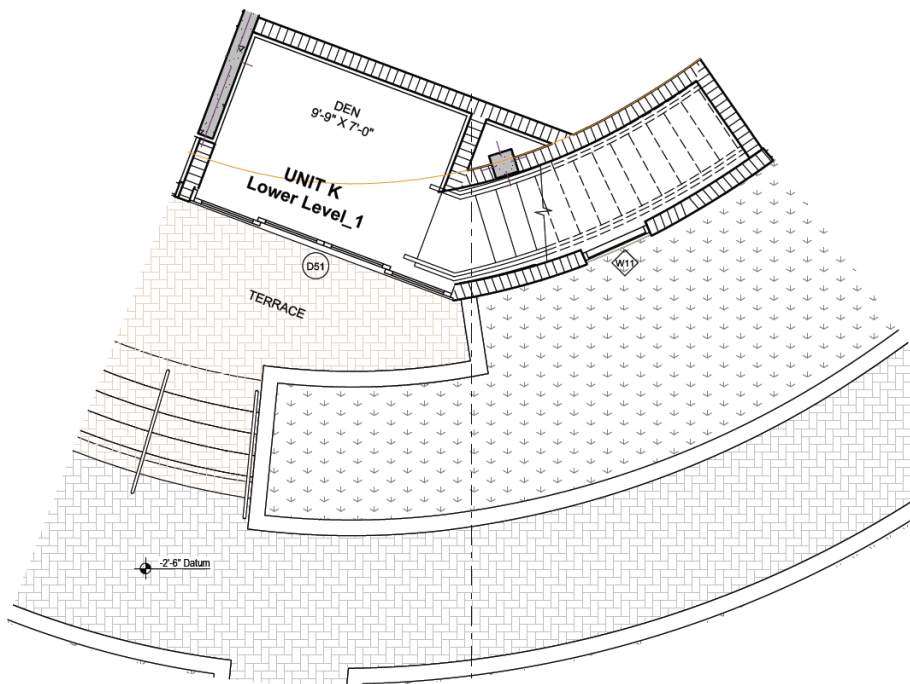 DEN
9'-9" X 7'-0"
UNIT K
Lower Level_1
D51
W11
TERRACE
-2'-6" Datum